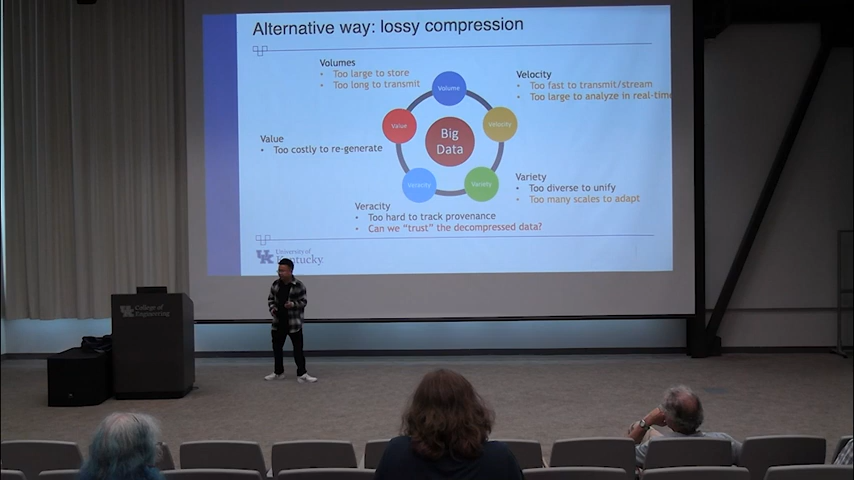 Alternative way: lossy compression
Volumes
• Too large to store
• Too long to transmit
Velocity
• Too fast to transmit/stream
• Too large to analyze in real-time
Volume
Value
Velocity
Big
Data
Value
• Too costly to re-generate
Veracity
Variety
Variety
• Too diverse to unify
• Too many scales to adapt
Veracity
• Too hard to track provenance
• Can we “trust” the decompressed data?
University of
Kentucky
College of
Engineering